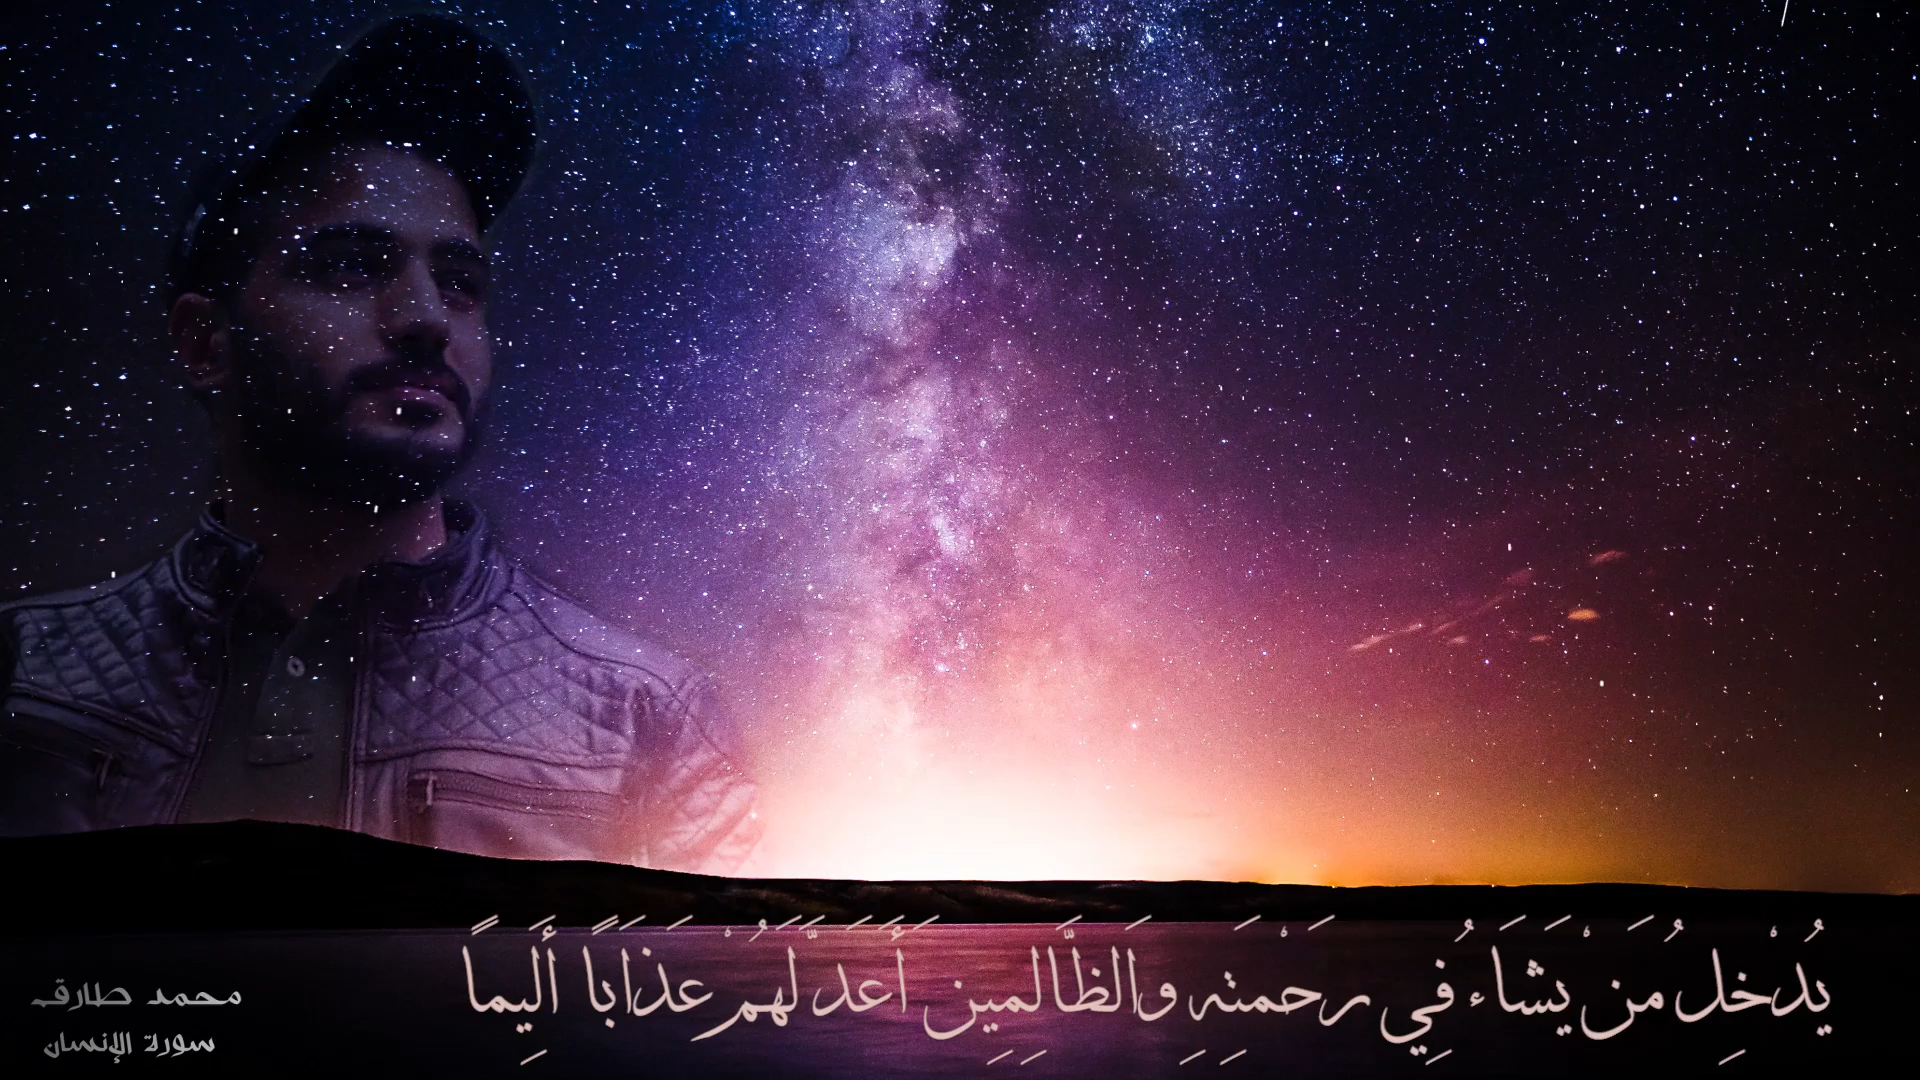 يُدْخِلُ مَنْ يَشَاءُ فِي رَحْمَتِهِ وَالظَّالِمِينَ أَعَدَّ لَهُمْ عَذَابًا أَلِيمًا
محمد طارق
سورة الإنسان